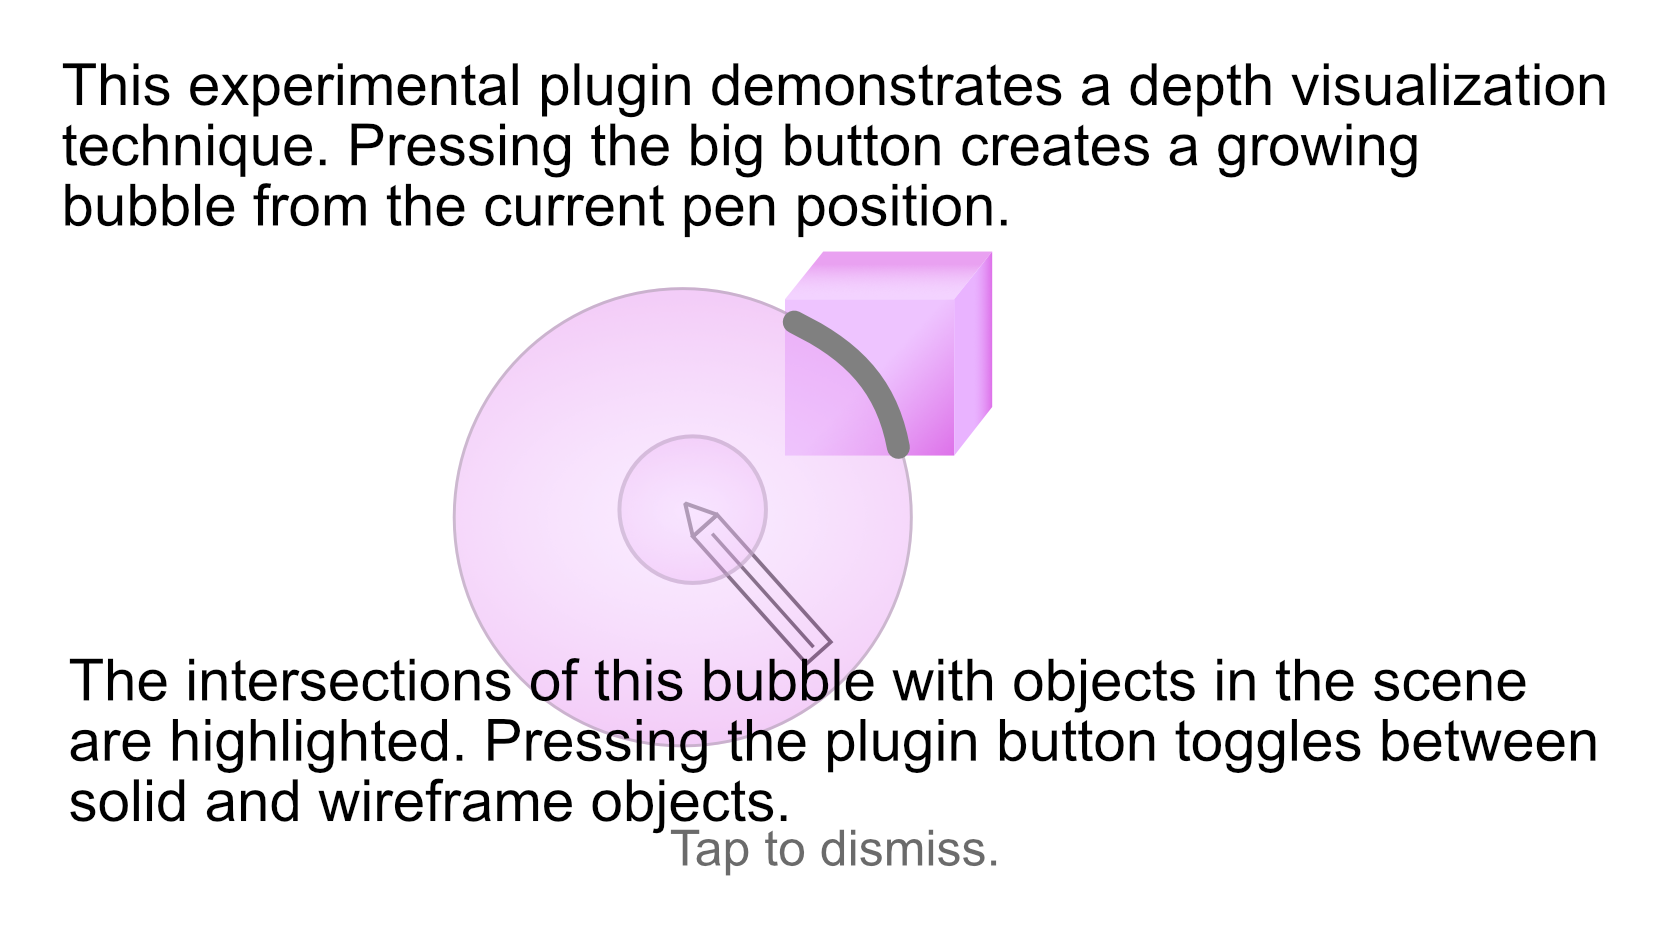 This experimental plugin demonstrates a depth visualization
technique. Pressing the big button creates a growing
bubble from the current pen position.
The intersections of this bubble with objects in the scene
are highlighted. Pressing the plugin button toggles between
solid and wireframe objects.
Tap to dismiss.